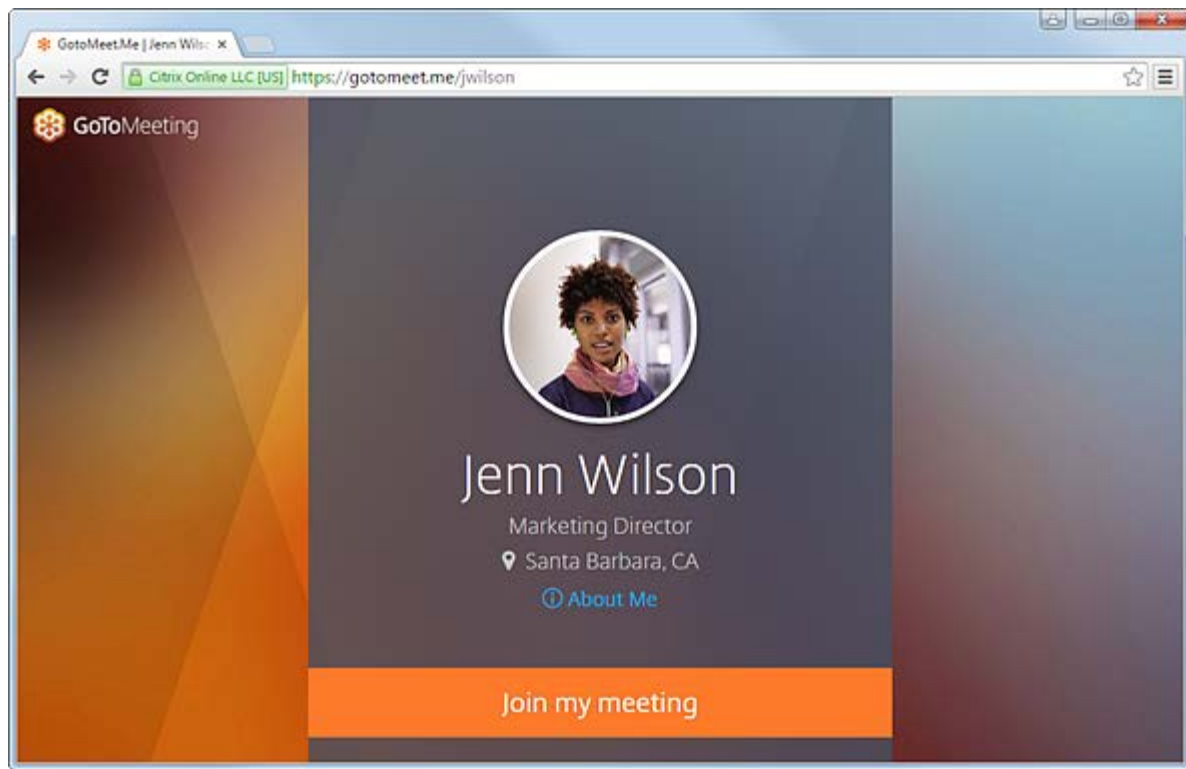 GotoMeet.Me | Jenn Wils
Citrix Online LLC [US] https://gotomeet.me/jwilson
GoToMeeting
Jenn Wilson
Marketing Director
Santa Barbara, CA
About Me
Join my meeting